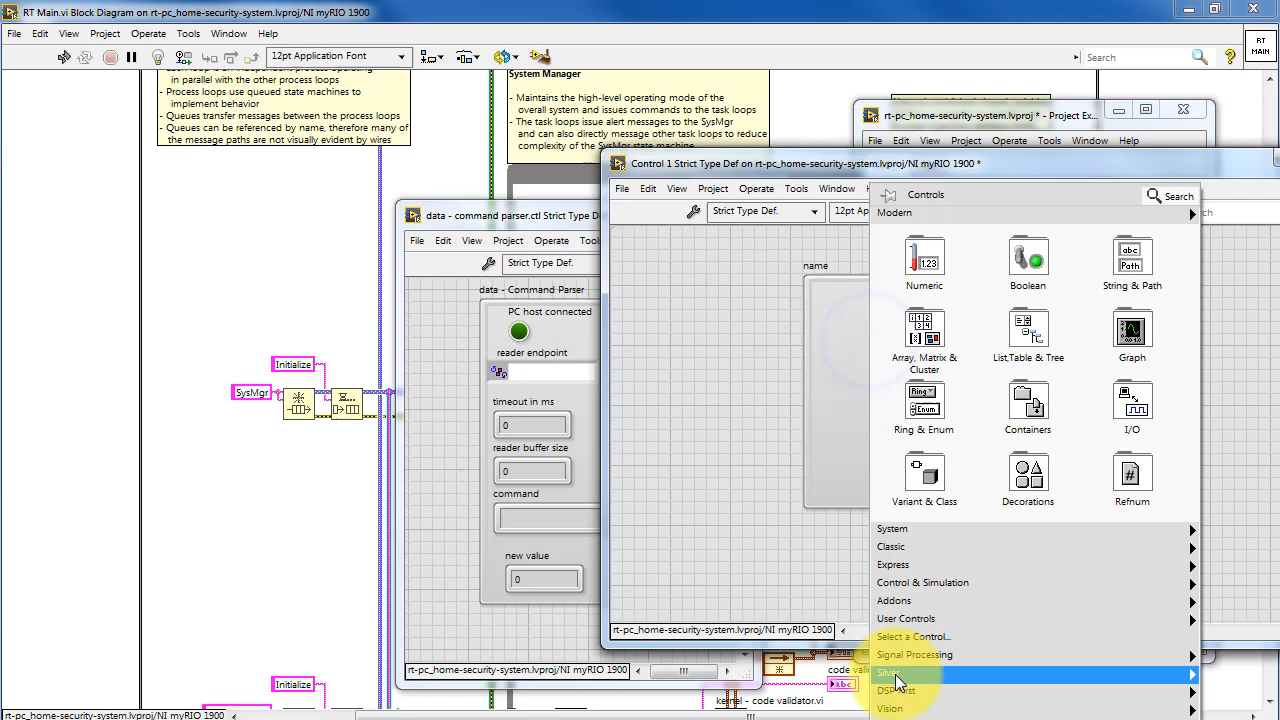 RT Main.vi Block Diagram on rt-pc_home-security-system.lvproj/NI myRIO 1900
File Edit View Project Operate Tools Window Help
12pt Application Font
Search
RT
MAIN
in parallel with the other process loops
- Process loops use queued state machines to
implement behavior
- Queues transfer messages between the process loops
- Queues can be referenced by name, therefore many of
the message paths are not visually evident by wires
System Manager
- Maintains the high-level operating mode of the
overall system and issues commands to the task loops
- The task loops issue alert messages to the SysMgr
and can also directly message other task loops to reduce
complexity of the SysMgr state machine
rt-pc_home-security-system.lvproj * - Project Ex...
File Edit View Project Operate Tools Window Help
Control 1 Strict Type Def on rt-pc_home-security-system.lvproj/NI myRIO 1900 *
File Edit View Project Operate Tools Window H
Strict Type Def.
12pt Ap
name
rt-pc_home-security-system.lvproj/NI myRIO 1900
data - command parser.ctl Strict Type D
File Edit View Project Operate Tool
Strict Type Def.
data - Command Parser
PC host connected
reader endpoint
timeout in ms
0
reader buffer size
0
command
new value
0
rt-pc_home-security-system.lvproj/NI myRIO 1900
Controls
Search
Modern
Numeric
1.23
Boolean
String & Path
abc
Path
Array, Matrix &
Cluster
List,Table & Tree
Graph
Ring & Enum
Ring
Enum
Containers
I/O
Variant & Class
Decorations
Refnum
#
System
Classic
Express
Control & Simulation
Addons
User Controls
Select a Control...
Signal Processing
Silver
Vision
Initialize
SysMgr
Initialize
code vali
abc
kernel - code validator.vi
rt-pc_home-security-system.lvproj/NI myRIO 1900